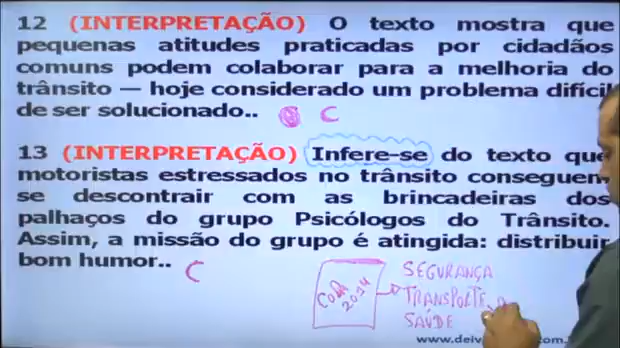 12 (INTERPRETAÇÃO) O texto mostra que
pequenas atitudes praticadas por cidadãos
comuns podem colaborar para a melhoria do
trânsito — hoje considerado um problema difícil
de ser solucionado.. C
13 (INTERPRETAÇÃO) Infere-se do texto que
motoristas estressados no trânsito conseguem
se descontrair com as brincadeiras dos
palhaços do grupo Psicólogos do Trânsito.
Assim, a missão do grupo é atingida: distribuir
bom humor.. C
COPA
2014
SEGURANÇA
TRANSPORTE
SAÚDE